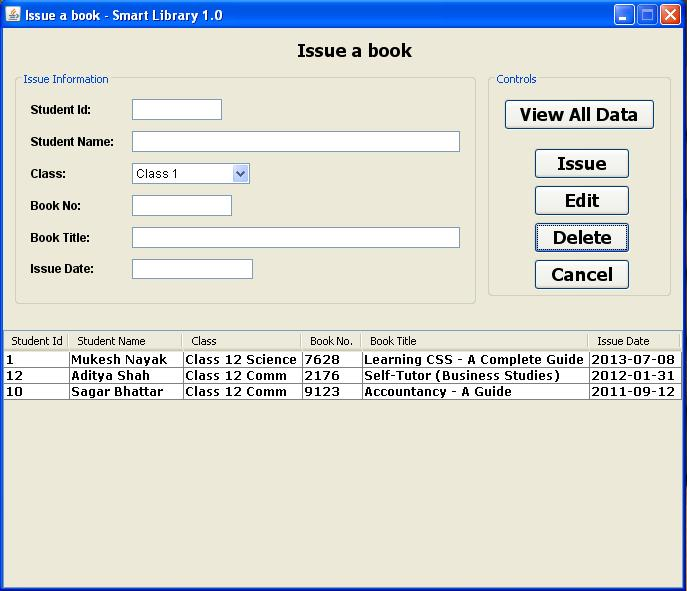 Issue a book - Smart Library 1.0
Issue a book
Issue Information
Student Id:
Student Name:
Class:
Class 1
Book No:
Book Title:
Issue Date:
Controls
View All Data
Issue
Edit
Delete
Cancel
Student Id Student Name Class Book No. Book Title Issue Date
1 Mukesh Nayak Class 12 Science 7628 Learning CSS - A Complete Guide 2013-07-08
12 Aditya Shah Class 12 Comm 2176 Self-Tutor (Business Studies) 2012-01-31
10 Sagar Bhattar Class 12 Comm 9123 Accountancy - A Guide 2011-09-12